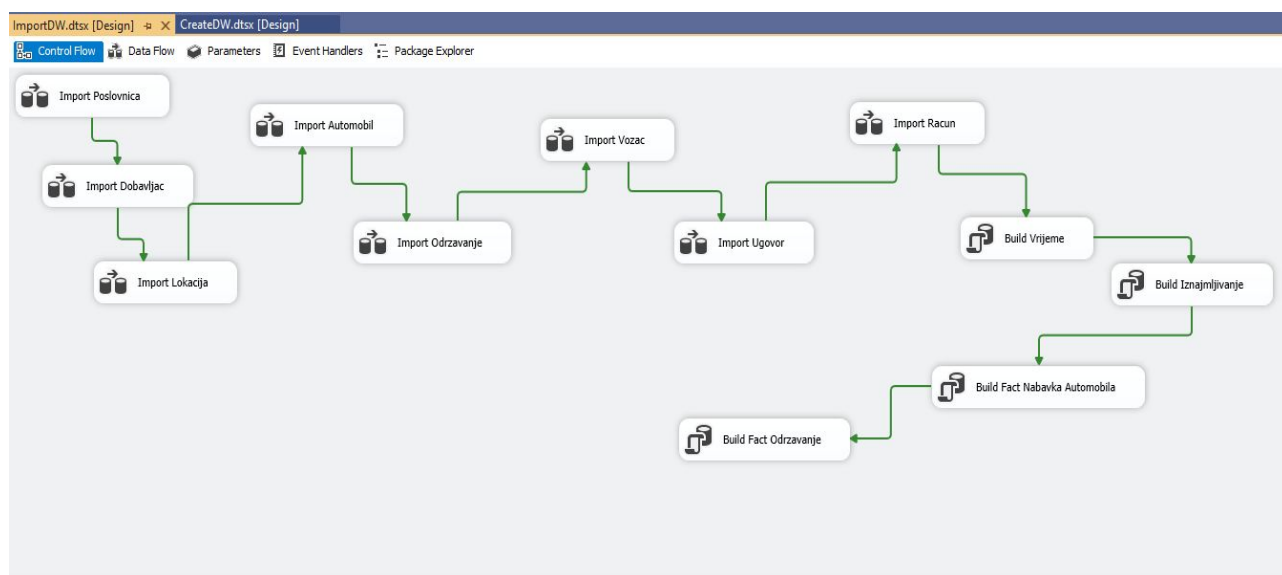 ImportDW.dtsx [Design] CreateDW.dtsx [Design]
Control Flow Data Flow Parameters Event Handlers Package Explorer
Import Poslovnica
Import Dobavljac
Import Lokacija
Import Automobil
Import Odrzavanje
Import Vozac
Import Ugovor
Import Racun
Build Vrijeme
Build Iznajmljivanje
Build Fact Nabavka Automobila
Build Fact Odrzavanje